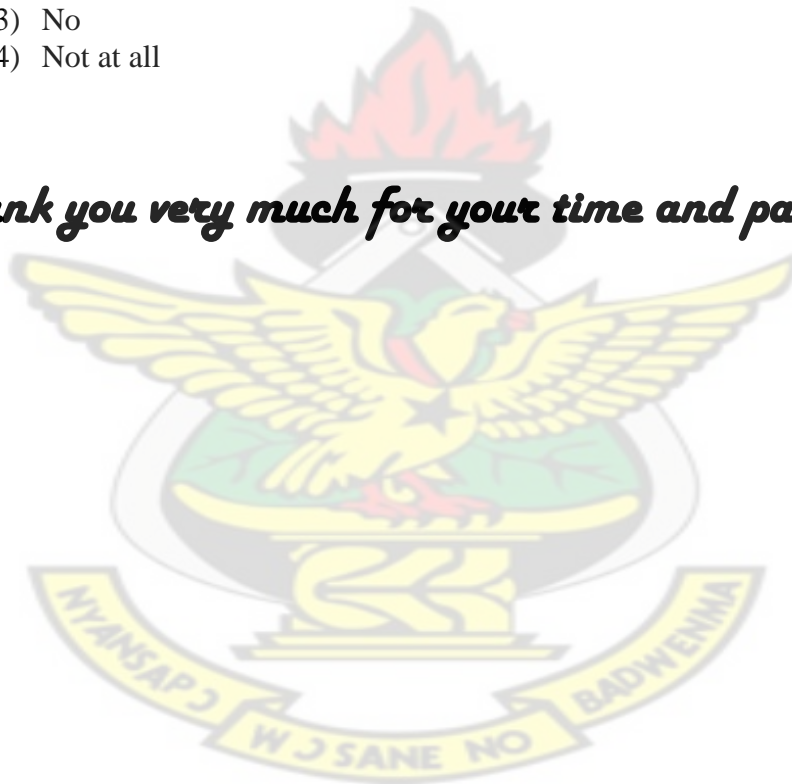 3) No
4) Not at all
nk you very much for your time and pa
NYANSAPƆ
WƆSANE NO
BADWENMA